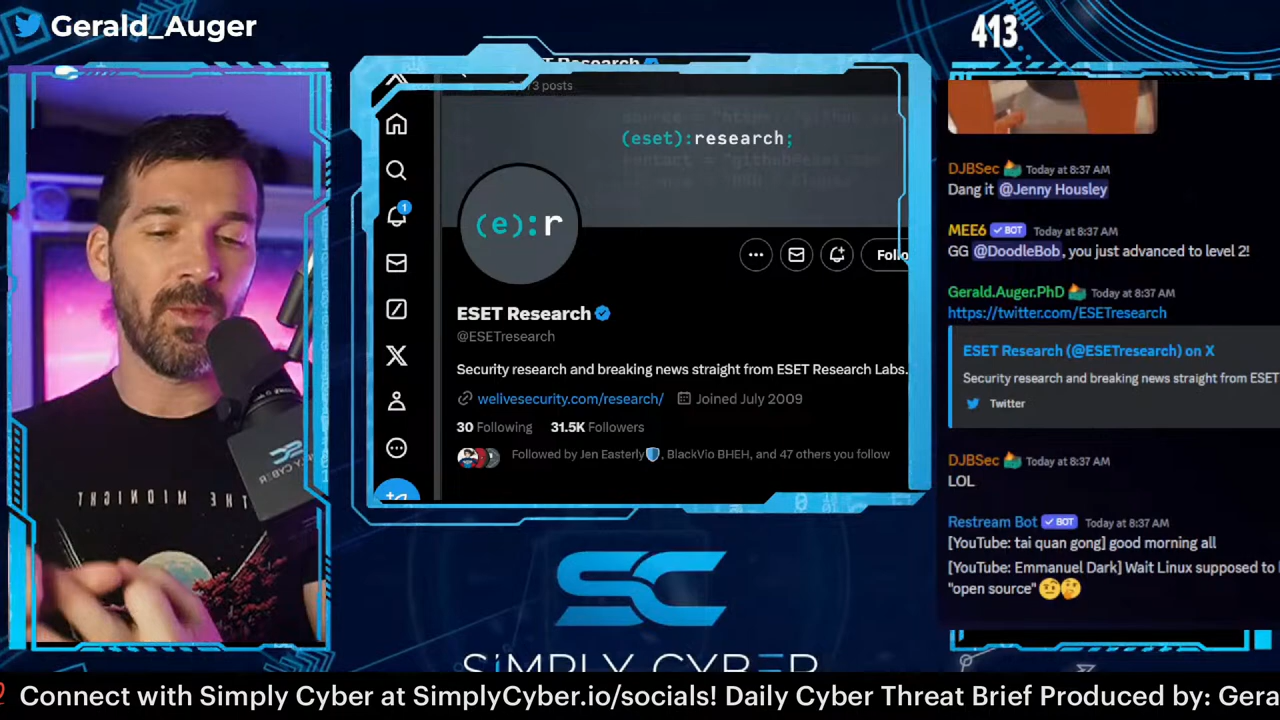 Gerald_Auger
413
ESET Research
posts
(eset):research;
(e):r
Follo
ESET Research
@ESETresearch
Security research and breaking news straight from ESET Research Labs.
welivesecurity.com/research/ Joined July 2009
30 Following 31.5K Followers
Followed by Jen Easterly, BlackVio BHEH, and 47 others you follow
1
THE MIDNIGHT
DJBSec Today at 8:37 AM
Dang it @Jenny Housley
MEE6 BOT Today at 8:37 AM
GG @DoodleBob, you just advanced to level 2!
Gerald.Auger.PhD Today at 8:37 AM
https://twitter.com/ESETresearch
ESET Research (@ESETresearch) on X
Security research and breaking news straight from ESET
Twitter
DJBSec Today at 8:37 AM
LOL
Restream Bot BOT Today at 8:37 AM
[YouTube: tai quan gong] good morning all
[YouTube: Emmanuel Dark] Wait Linux supposed to
"open source" 🤨🤔
SC
SIMPLY CYBER
Connect with Simply Cyber at SimplyCyber.io/socials! Daily Cyber Threat Brief Produced by: Gera